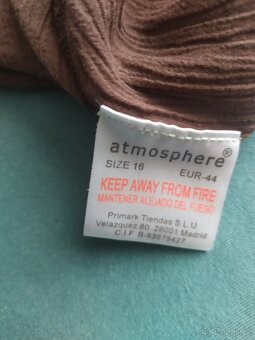 atmosphere®
SIZE 16 EUR-44
KEEP AWAY FROM FIRE
MANTENER ALEJADO DEL FUEGO
Primark Tiendas S.L.U.
Velazquez 80. 28001 Madrid
C I F B-83875427